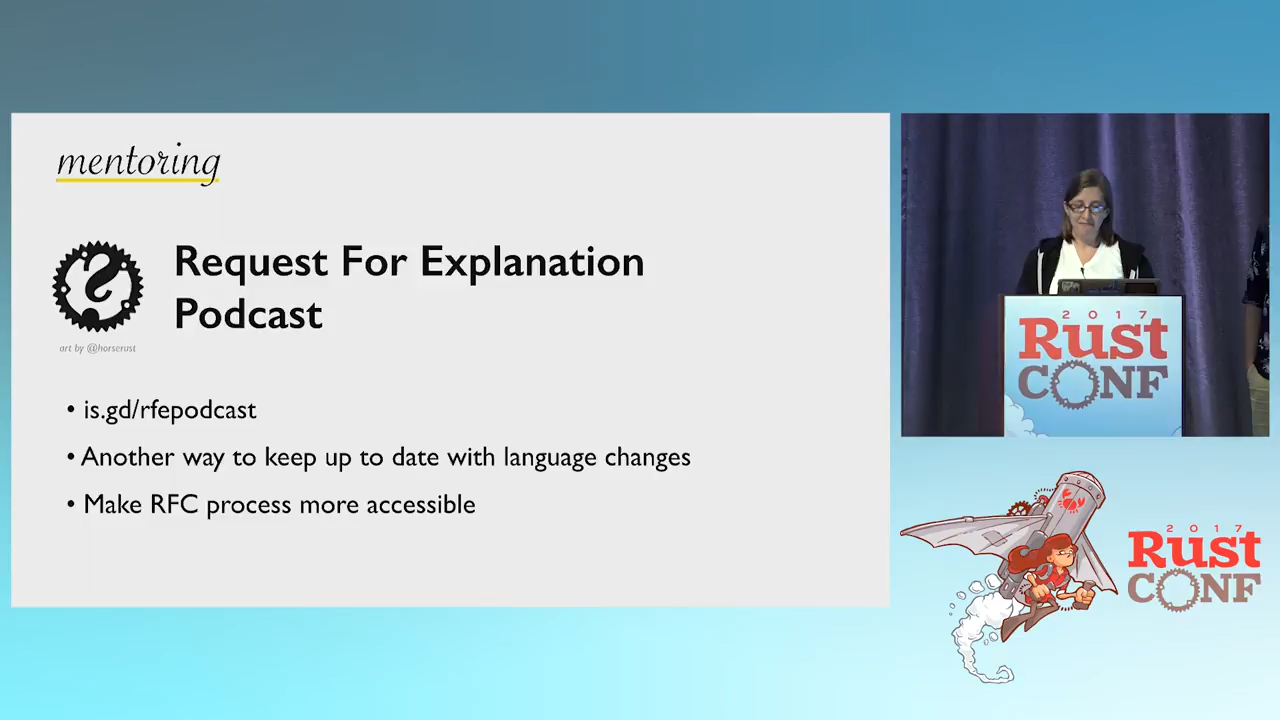 mentoring
Request For Explanation
Podcast
art by @horserust
• is.gd/rfepodcast
• Another way to keep up to date with language changes
• Make RFC process more accessible
2017
Rust
CONF
2017
Rust
CONF